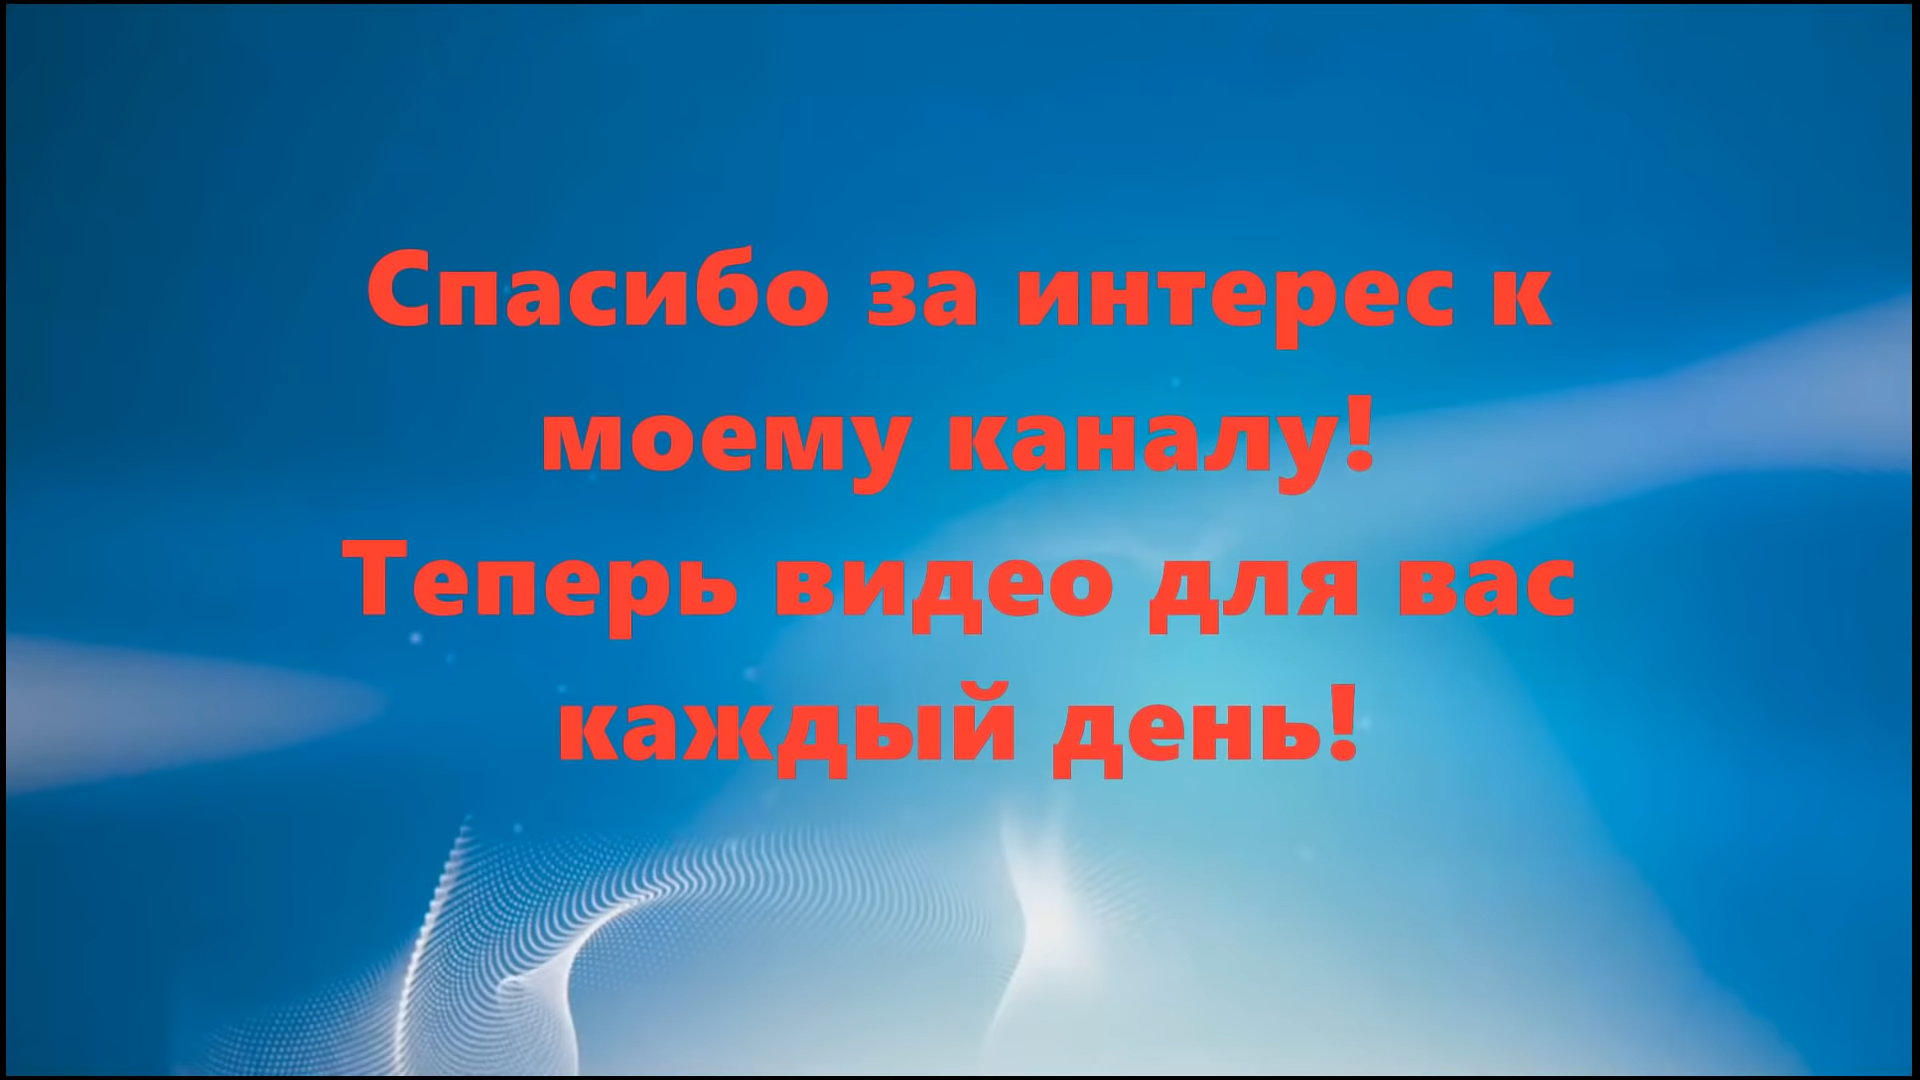 Спасибо за интерес к
моему каналу!
Теперь видео для вас
каждый день!